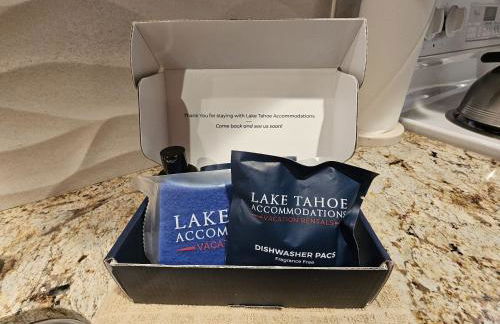 Thank You for staying with Lake Tahoe Accommodations
Come back and see us soon!
LAKE
ACCOM
VACA
LAKE TAHOE
ACCOMMODATIONS
VACATION RENTALS
DISHWASHER PACS
Fragrance Free